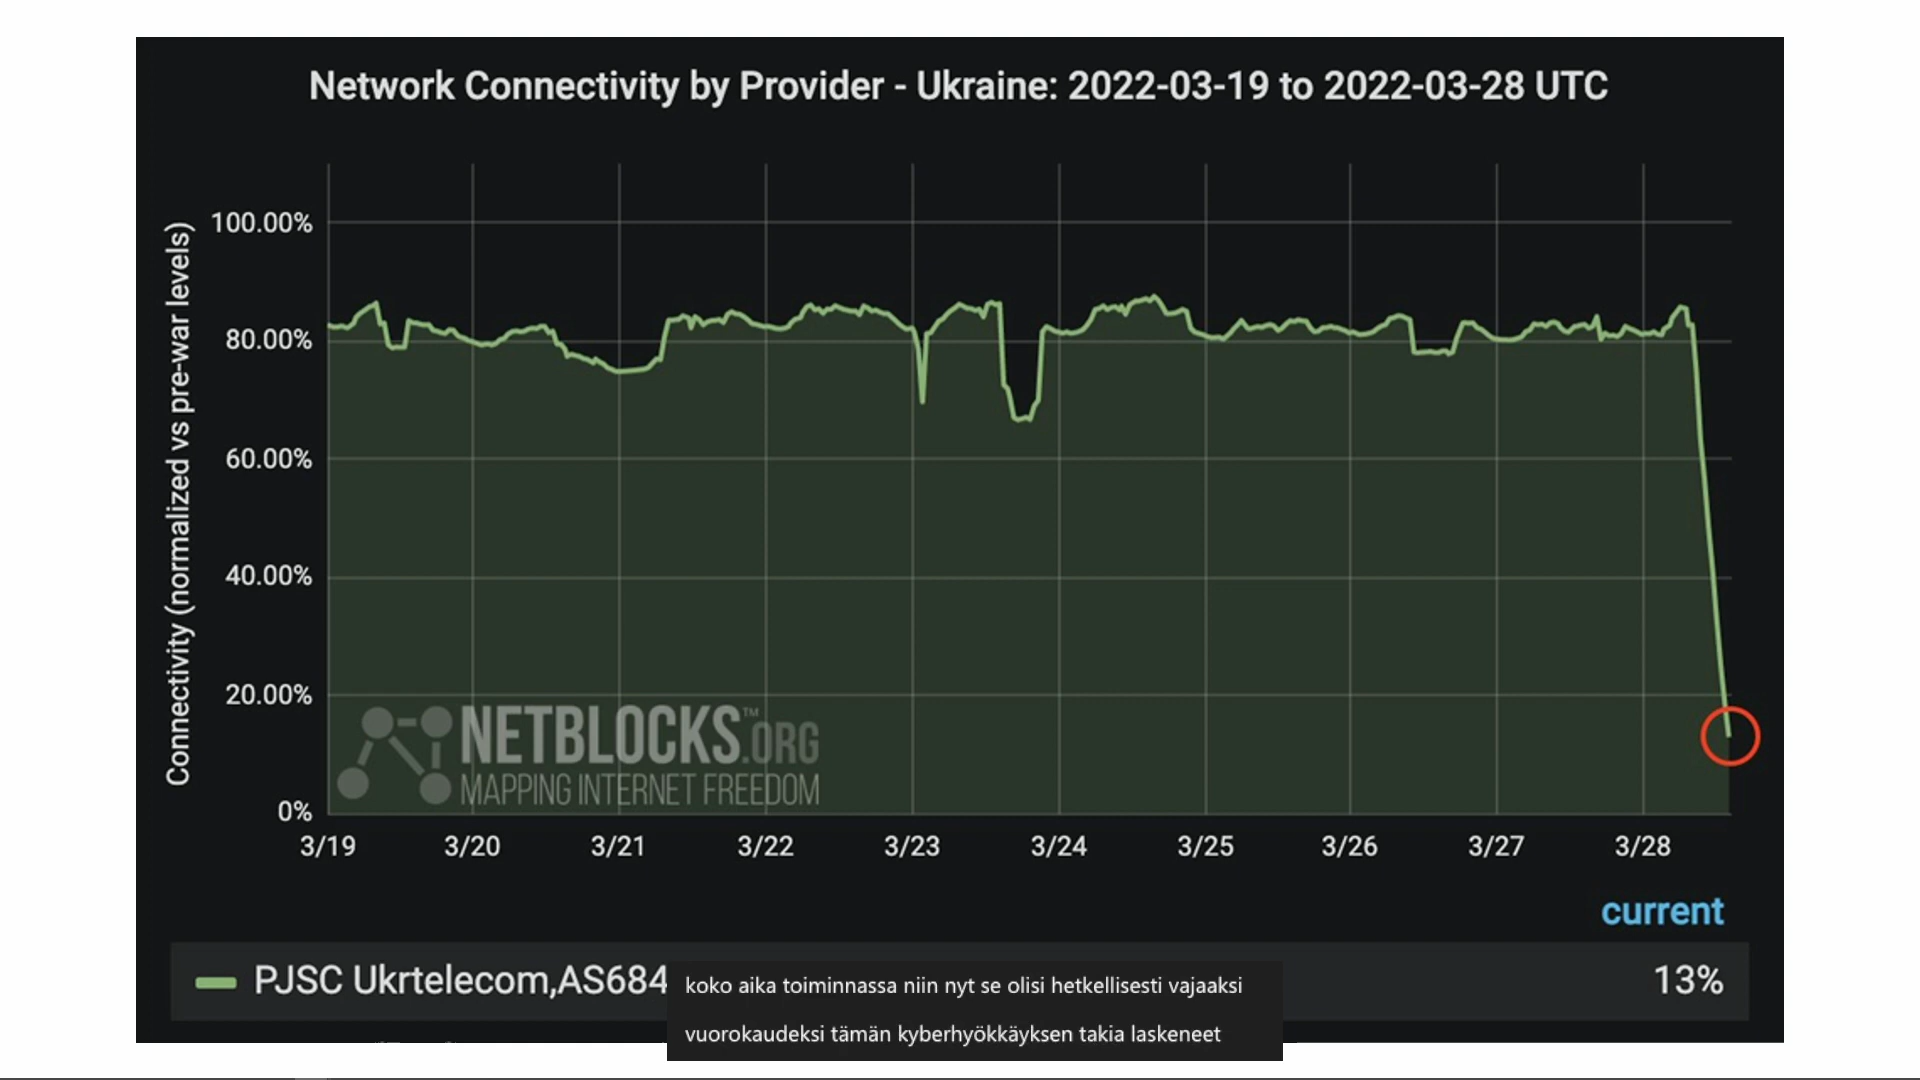 Network Connectivity by Provider - Ukraine: 2022-03-19 to 2022-03-28 UTC
Connectivity (normalized vs pre-war levels)
100.00%
80.00%
60.00%
40.00%
20.00%
0%
NETBLOCKS.ORG™
MAPPING INTERNET FREEDOM
3/19 3/20 3/21 3/22 3/23 3/24 3/25 3/26 3/27 3/28
current
PJSC Ukrtelecom,AS684 13%
koko aika toiminnassa niin nyt se olisi hetkellisesti vajaaksi
vuorokaudeksi tämän kyberhyökkäyksen takia laskeneet